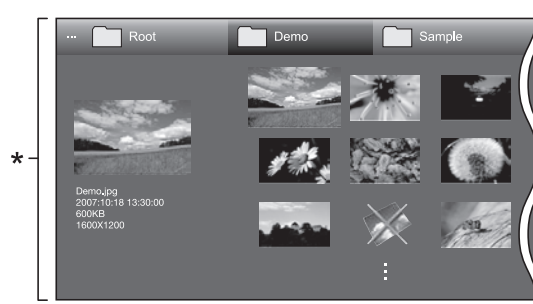 ... Root
Demo
Sample
*
Demo.jpg
2007:10:18 13:30:00
600KB
1600X1200